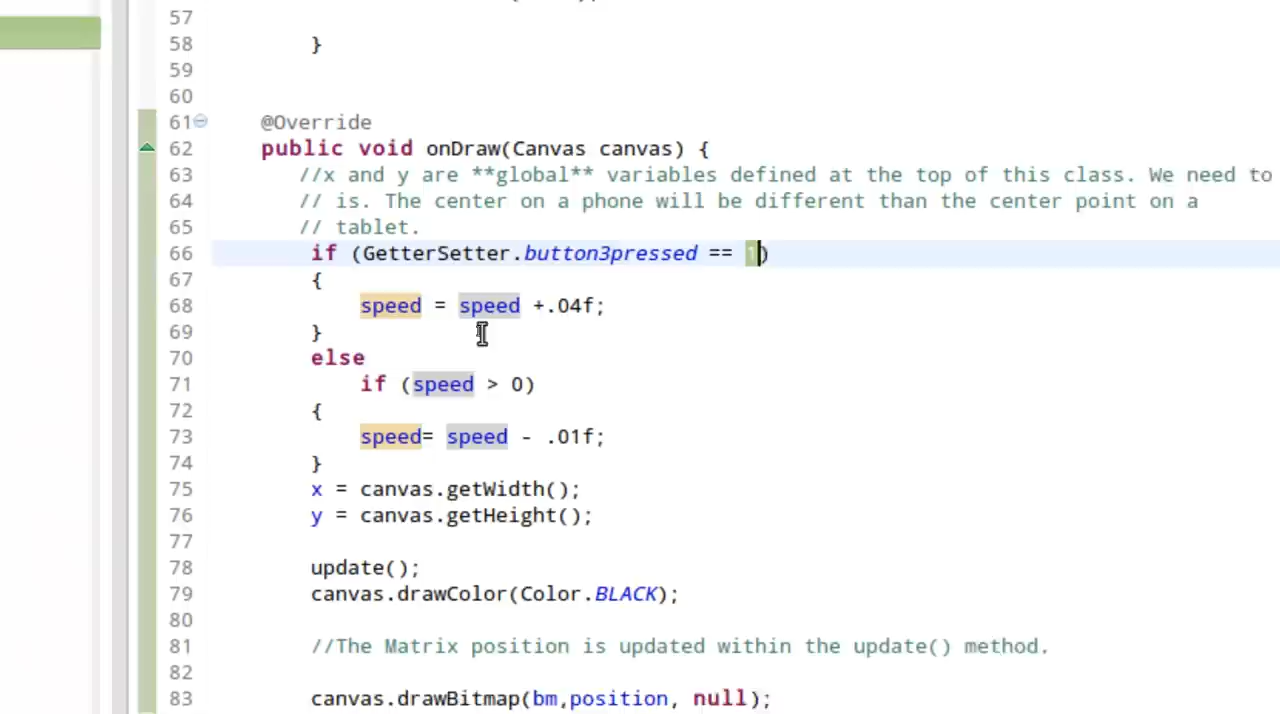 57
58 }
59
60
61 @Override
62 public void onDraw(Canvas canvas) {
63 //x and y are **global** variables defined at the top of this class. We need to
64 // is. The center on a phone will be different than the center point on a
65 // tablet.
66 if (GetterSetter.button3pressed == 1)
67 {
68 speed = speed +.04f;
69 }
70 else
71 if (speed > 0)
72 {
73 speed= speed - .01f;
74 }
75 x = canvas.getWidth();
76 y = canvas.getHeight();
77
78 update();
79 canvas.drawColor(Color.BLACK);
80
81 //The Matrix position is updated within the update() method.
82
83 canvas.drawBitmap(bm,position, null);